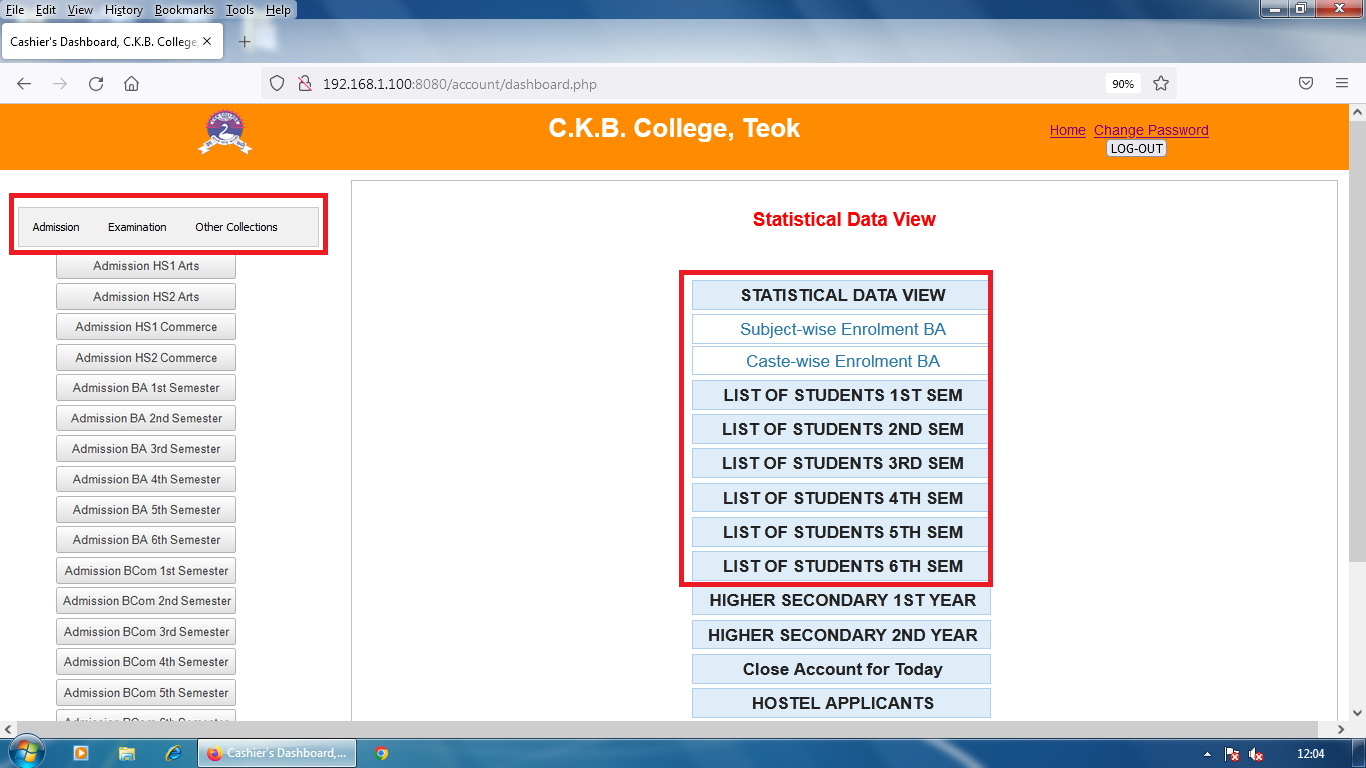 File Edit View History Bookmarks Tools Help
Cashier's Dashboard, C.K.B. College,
192.168.1.100:8080/account/dashboard.php
90%
C.K.B. College, Teok
Home Change Password
LOG-OUT
Admission Examination Other Collections
Admission HS1 Arts
Admission HS2 Arts
Admission HS1 Commerce
Admission HS2 Commerce
Admission BA 1st Semester
Admission BA 2nd Semester
Admission BA 3rd Semester
Admission BA 4th Semester
Admission BA 5th Semester
Admission BA 6th Semester
Admission BCom 1st Semester
Admission BCom 2nd Semester
Admission BCom 3rd Semester
Admission BCom 4th Semester
Admission BCom 5th Semester
Admission BCom 6th Semester
Statistical Data View
STATISTICAL DATA VIEW
Subject-wise Enrolment BA
Caste-wise Enrolment BA
LIST OF STUDENTS 1ST SEM
LIST OF STUDENTS 2ND SEM
LIST OF STUDENTS 3RD SEM
LIST OF STUDENTS 4TH SEM
LIST OF STUDENTS 5TH SEM
LIST OF STUDENTS 6TH SEM
HIGHER SECONDARY 1ST YEAR
HIGHER SECONDARY 2ND YEAR
Close Account for Today
HOSTEL APPLICANTS
Cashier's Dashboard,...
12:04